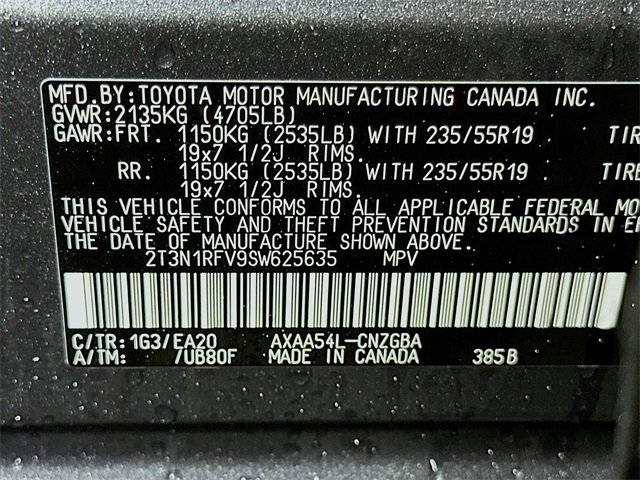 MFD. BY: TOYOTA MOTOR MANUFACTURING CANADA INC.
GVWR: 2135KG (4705LB)
GAWR: FRT. 1150KG (2535LB) WITH 235/55R19 TIR
19x7 1/2J RIMS.
RR. 1150KG (2535LB) WITH 235/55R19 TIRE
19x7 1/2J RIMS.
THIS VEHICLE CONFORMS TO ALL APPLICABLE FEDERAL MO
VEHICLE SAFETY AND THEFT PREVENTION STANDARDS IN EF
THE DATE OF MANUFACTURE SHOWN ABOVE.
2T3N1RFV9SW625635 MPV
C/TR: 1G3/EA20 AXAA54L-CNZGBA
A/TM: /UB80F MADE IN CANADA 385B